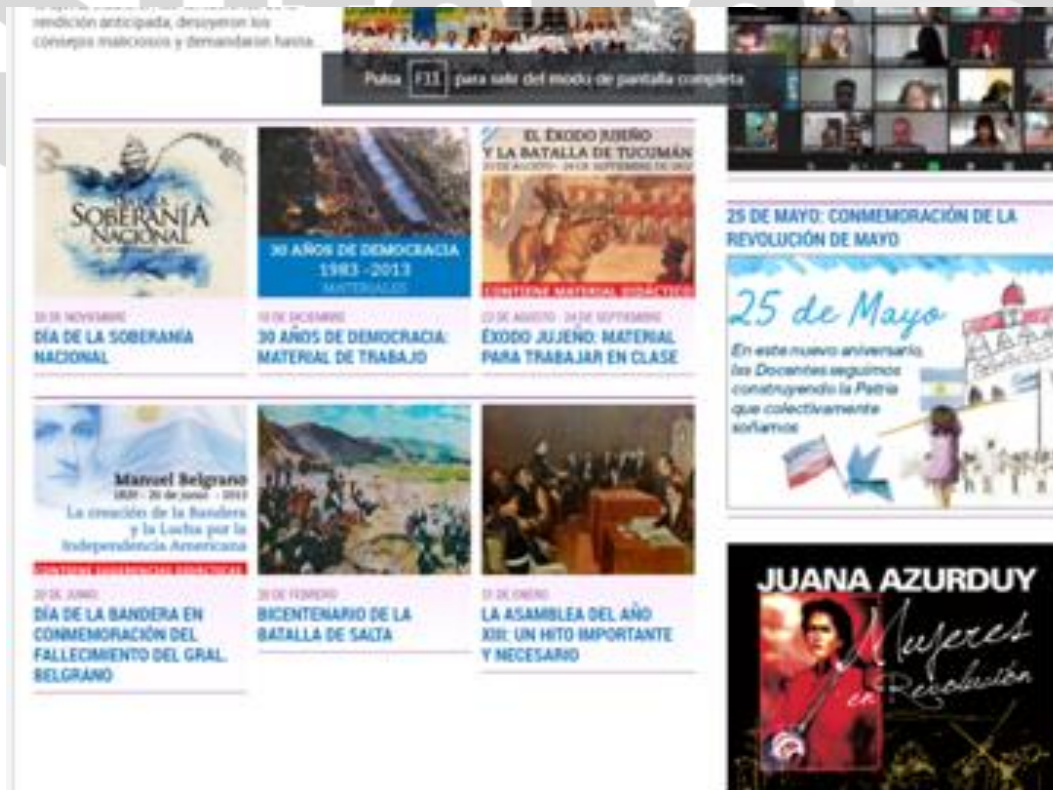 rendición anticipada, desoyeron los
consejos maliciosos y demandaron hasta
Pulsa F11 para salir del modo de pantalla completa
SOBERANÍA
NACIONAL
30 AÑOS DE DEMOCRACIA
1983 -2013
MATERIALES
EL ÉXODO JUJEÑO
Y LA BATALLA DE TUCUMÁN
CONTIENE MATERIAL DIDÁCTICO
DÍA DE LA SOBERANÍA
NACIONAL
10 DE DICIEMBRE
30 AÑOS DE DEMOCRACIA:
MATERIAL DE TRABAJO
23 DE AGOSTO - 24 DE SEPTIEMBRE
ÉXODO JUJEÑO: MATERIAL
PARA TRABAJAR EN CLASE
Manuel Belgrano
1820 - 20 de junio - 2013
La creación de la Bandera
y la Lucha por la
Independencia Americana
CONTIENE SUGERENCIAS DIDÁCTICAS
20 DE JUNIO
DÍA DE LA BANDERA EN
CONMEMORACIÓN DEL
FALLECIMIENTO DEL GRAL.
BELGRANO
20 DE FEBRERO
BICENTENARIO DE LA
BATALLA DE SALTA
31 DE ENERO
LA ASAMBLEA DEL AÑO
XIII: UN HITO IMPORTANTE
Y NECESARIO
25 DE MAYO: CONMEMORACIÓN DE LA
REVOLUCIÓN DE MAYO
25 de Mayo
En este nuevo aniversario,
los Docentes seguimos
construyendo la Patria
que colectivamente
soñamos
JUANA AZURDUY
Mujeres
en Revolución